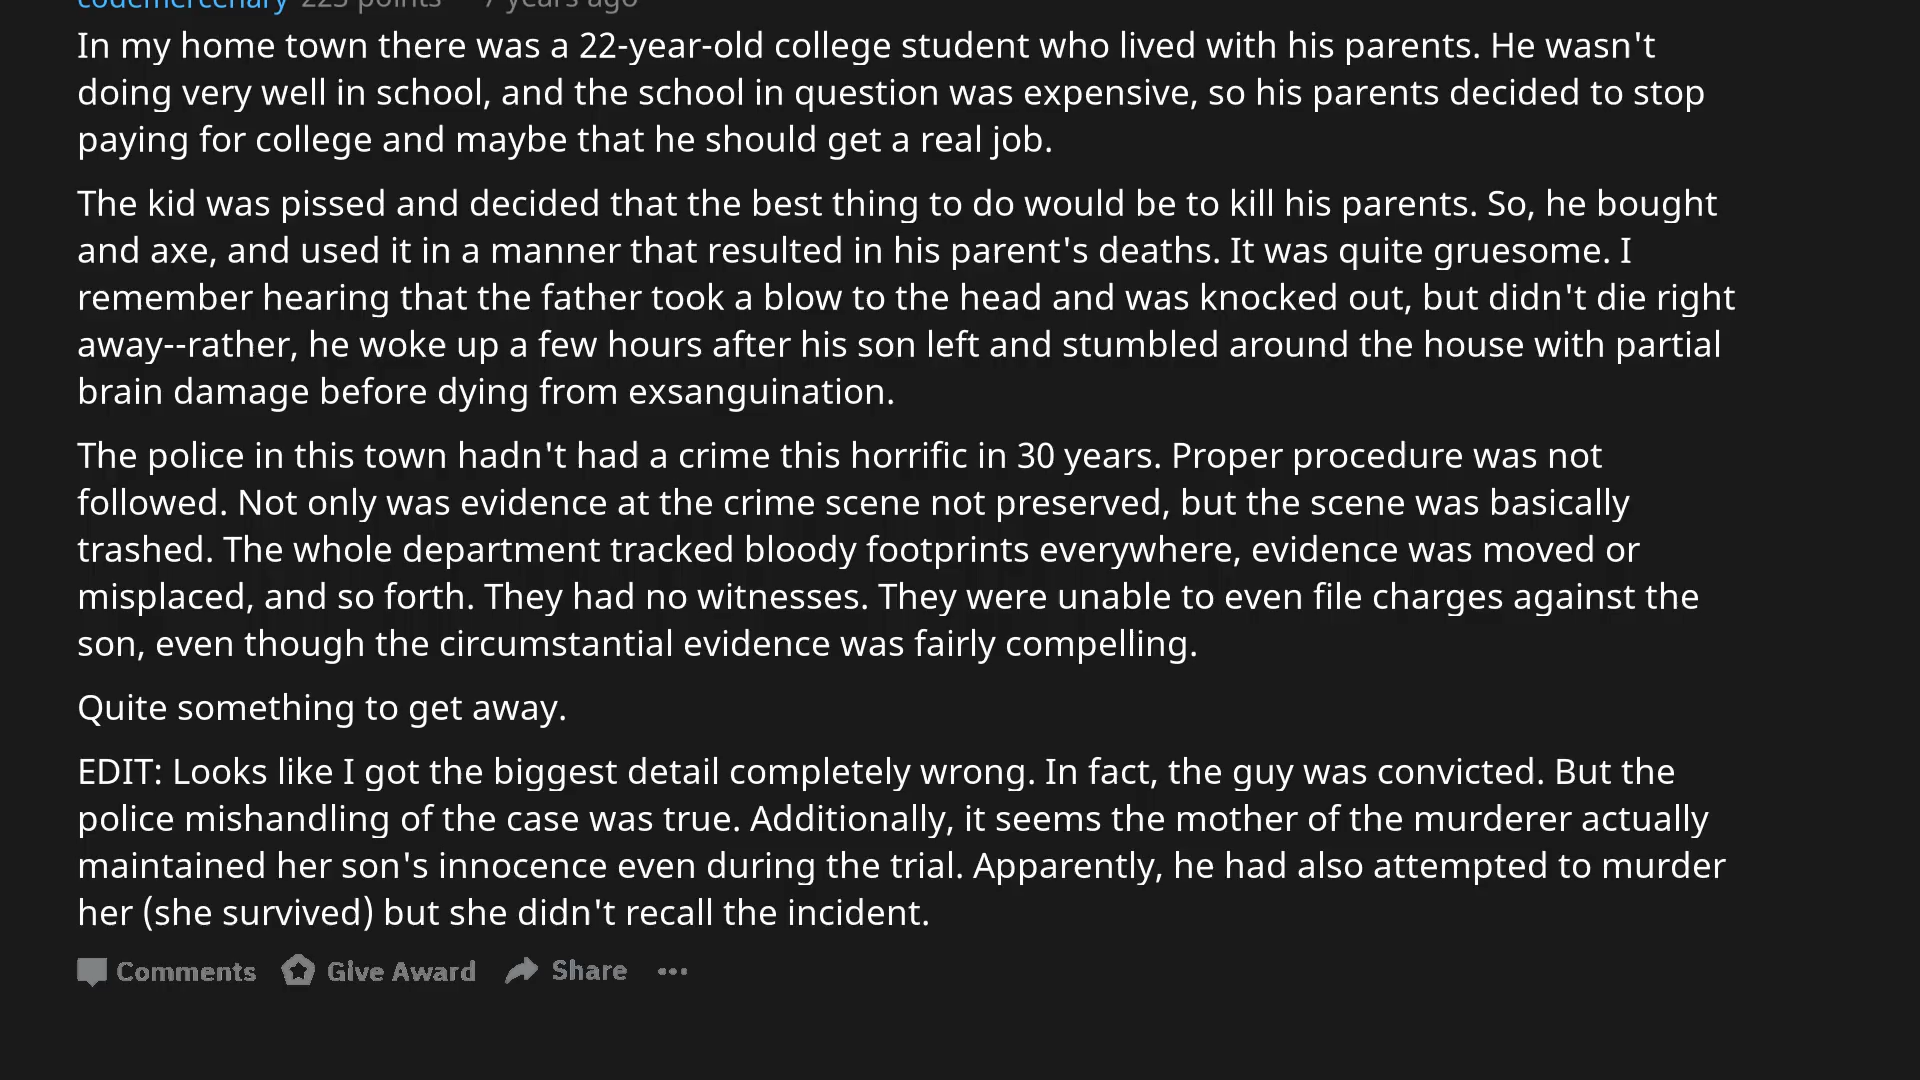 codemercenary 223 points 7 years ago
In my home town there was a 22-year-old college student who lived with his parents. He wasn't
doing very well in school, and the school in question was expensive, so his parents decided to stop
paying for college and maybe that he should get a real job.
The kid was pissed and decided that the best thing to do would be to kill his parents. So, he bought
and axe, and used it in a manner that resulted in his parent's deaths. It was quite gruesome. I
remember hearing that the father took a blow to the head and was knocked out, but didn't die right
away--rather, he woke up a few hours after his son left and stumbled around the house with partial
brain damage before dying from exsanguination.
The police in this town hadn't had a crime this horrific in 30 years. Proper procedure was not
followed. Not only was evidence at the crime scene not preserved, but the scene was basically
trashed. The whole department tracked bloody footprints everywhere, evidence was moved or
misplaced, and so forth. They had no witnesses. They were unable to even file charges against the
son, even though the circumstantial evidence was fairly compelling.
Quite something to get away.
EDIT: Looks like I got the biggest detail completely wrong. In fact, the guy was convicted. But the
police mishandling of the case was true. Additionally, it seems the mother of the murderer actually
maintained her son's innocence even during the trial. Apparently, he had also attempted to murder
her (she survived) but she didn't recall the incident.
Comments Give Award Share ···